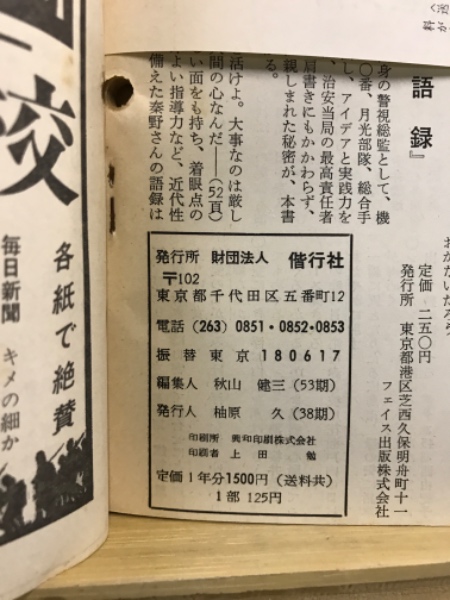 語録』
身の警視総監として、機
〇番、月光部隊、総合手
し、アイデアと実践力を
、治安当局の最高責任者
肩書きにもかかわらず、
親しまれた秘密が、本書
る。
活けよ。大事なのは厳し
間の心なんだ――（52頁）
い面をも持ち、着眼点の
よい指導力など、近代性
備えた秦野さんの語録は
定価 二五〇円
発行所 東京都港区芝西久保明舟町十一
フェイス出版株式会社
発行所 財団法人 偕行社
〒102
東京都千代田区五番町12
電話 (263) 0851・0852・0853
振替東京 180617
編集人 秋山 健三 (53期)
発行人 柚原 久 (38期)
印刷所 興和印刷株式会社
印刷者 上田 勉
定価1年分1500円（送料共）
1部 125円
校
各紙で絶賛
毎日新聞 キメの細か